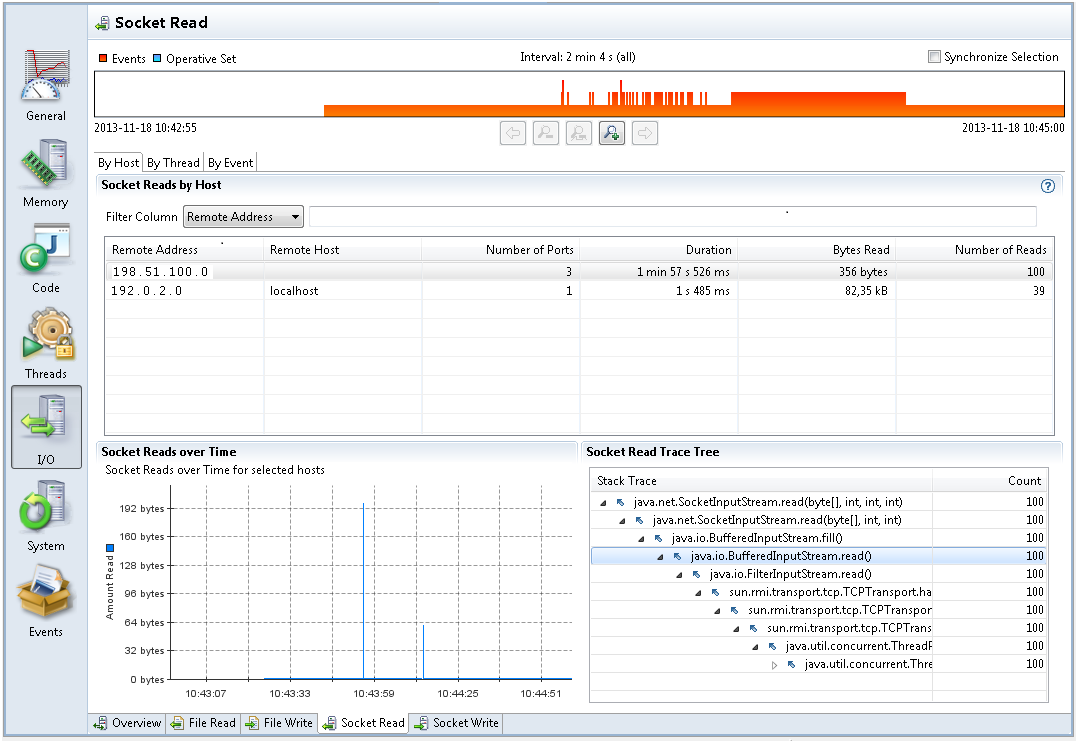 Socket Read
Events Operative Set Interval: 2 min 4 s (all) Synchronize Selection
2013-11-18 10:42:55 2013-11-18 10:45:00
General
Memory
Code
Threads
I/O
System
Events
By Host By Thread By Event
Socket Reads by Host
Filter Column Remote Address
Remote Address Remote Host Number of Ports Duration Bytes Read Number of Reads
198.51.100.0 3 1 min 57 s 526 ms 356 bytes 100
192.0.2.0 localhost 1 1 s 485 ms 82,35 kB 39
Socket Reads over Time
Socket Reads over Time for selected hosts
Amount Read
192 bytes
160 bytes
128 bytes
96 bytes
64 bytes
32 bytes
0 bytes
10:43:07 10:43:33 10:43:59 10:44:25 10:44:51
Socket Read Trace Tree
Stack Trace Count
java.net.SocketInputStream.read(byte[], int, int, int) 100
java.net.SocketInputStream.read(byte[], int, int) 100
java.io.BufferedInputStream.fill() 100
java.io.BufferedInputStream.read() 100
java.io.FilterInputStream.read() 100
sun.rmi.transport.tcp.TCPTransport.ha 100
sun.rmi.transport.tcp.TCPTranspor 100
sun.rmi.transport.tcp.TCPTrans 100
java.util.concurrent.ThreadF 100
java.util.concurrent.Thre 100
Overview File Read File Write Socket Read Socket Write